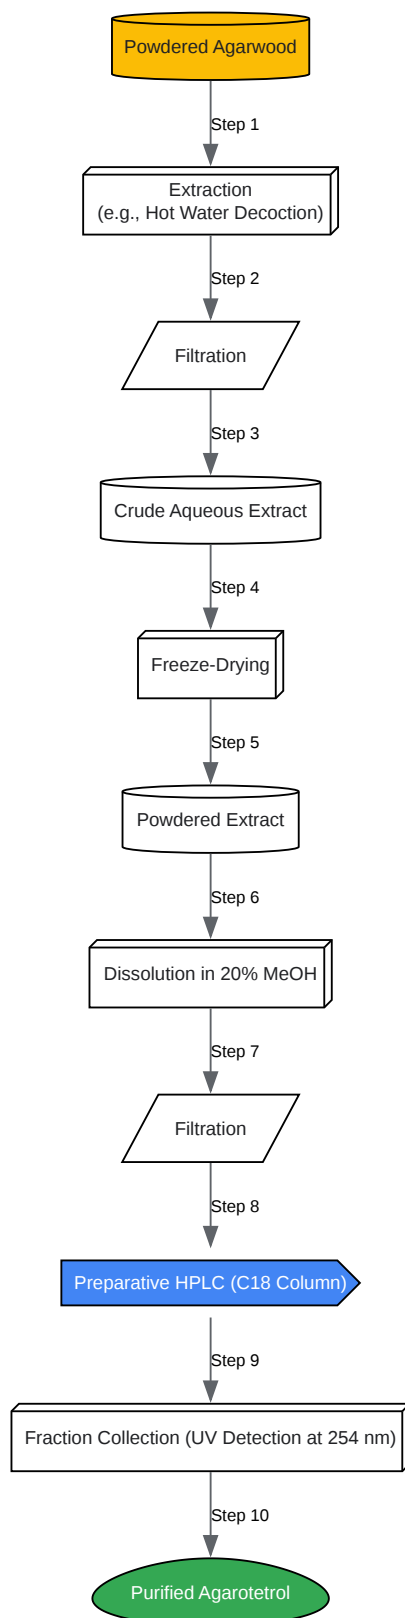 Powdered Agarwood
Step 1
Extraction
(e.g., Hot Water Decoction)
Step 2
Filtration
Step 3
Crude Aqueous Extract
Step 4
Freeze-Drying
Step 5
Powdered Extract
Step 6
Dissolution in 20% MeOH
Step 7
Filtration
Step 8
Preparative HPLC (C18 Column)
Step 9
Fraction Collection (UV Detection at 254 nm)
Step 10
Purified Agarotetrol